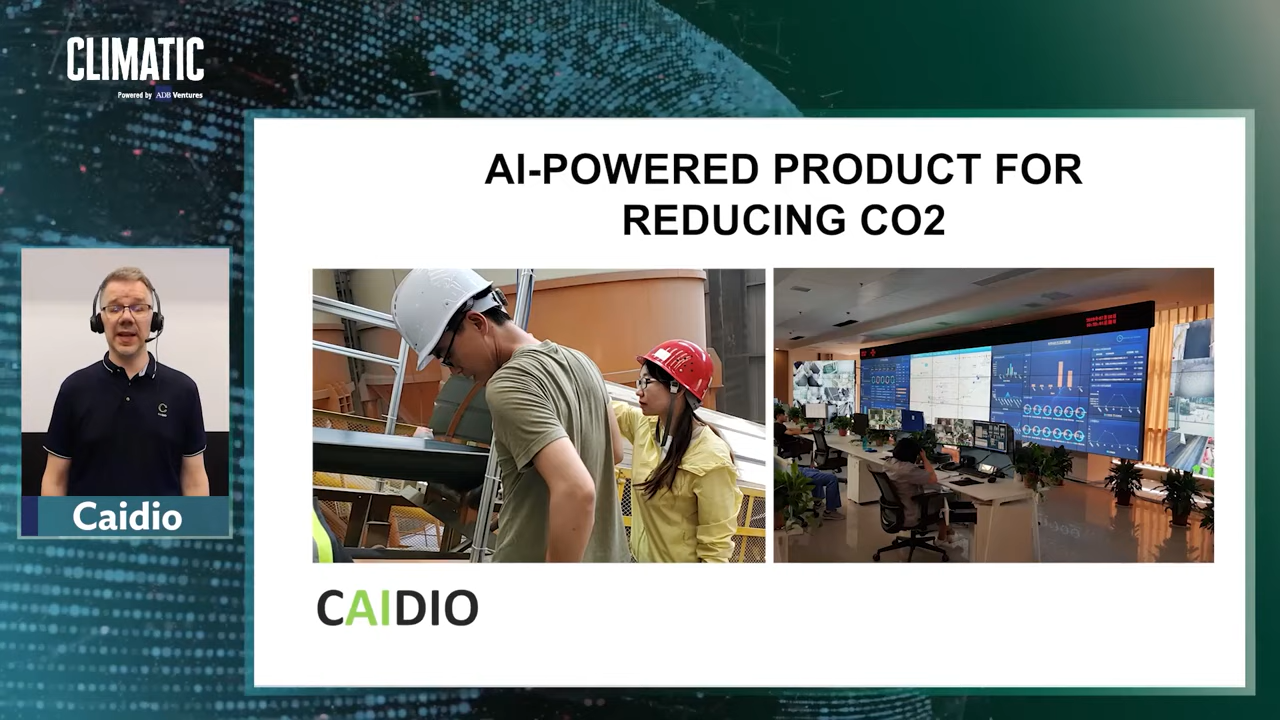 CLIMATIC
Powered by ADB Ventures
AI-POWERED PRODUCT FOR
REDUCING CO2
Caidio
CAIDIO